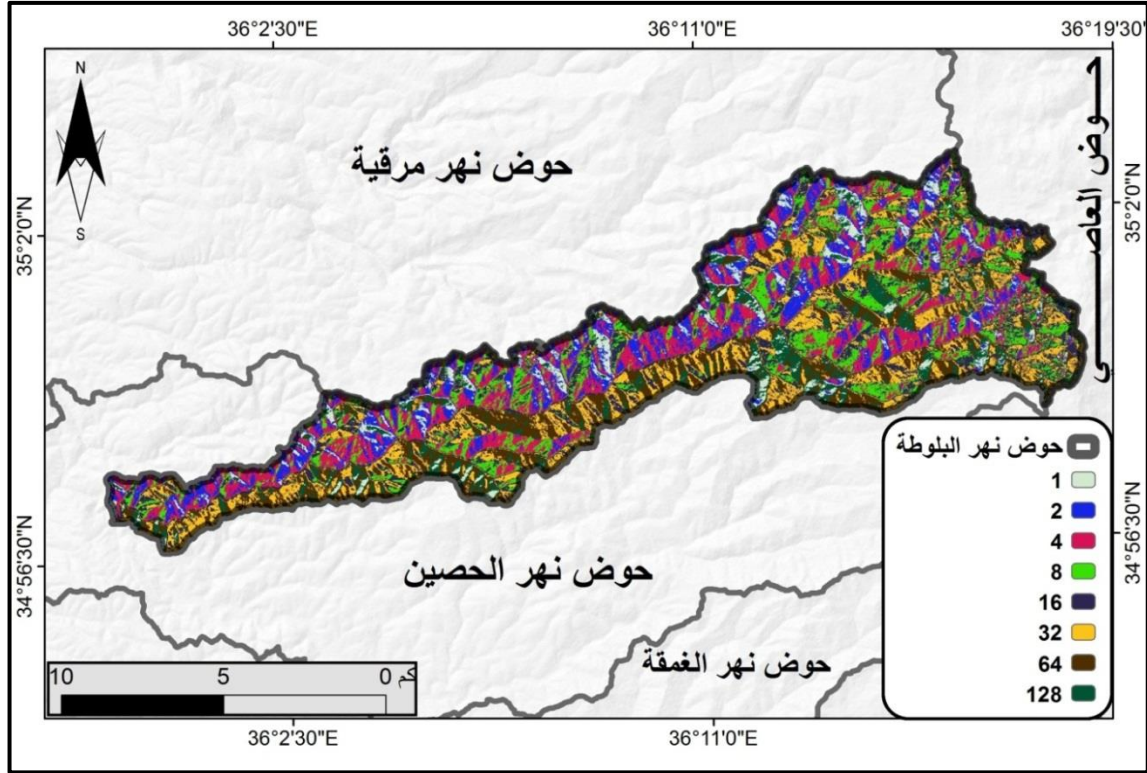 36°2'30"E
36°11'0"E
36°19'30
N
S
35°2'0"N
35°2'0"N
34°56'30"N
34°56'30"N
حوض نهر مرقية
حـــوض العاصـــي
حوض نهر الحصين
حوض نهر الغمقة
حوض نهر البلوطة
1
2
4
8
16
32
64
128
10 5 0 كم
36°2'30"E
36°11'0"E